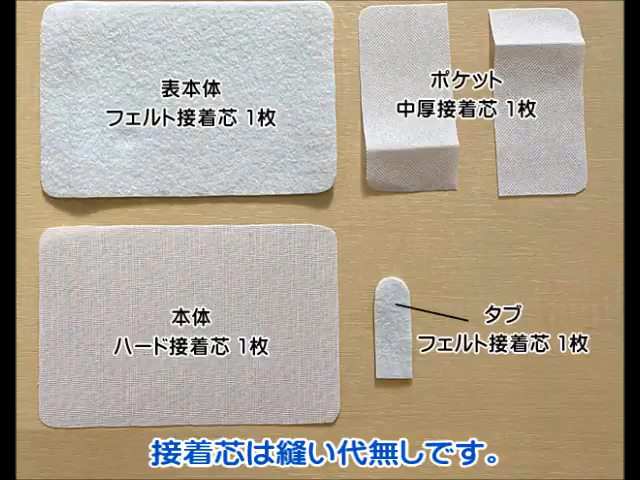 表本体
フェルト接着芯 1枚
ポケット
中厚接着芯 1枚
本体
ハード接着芯 1枚
タブ
フェルト接着芯 1枚
接着芯は縫い代無しです。